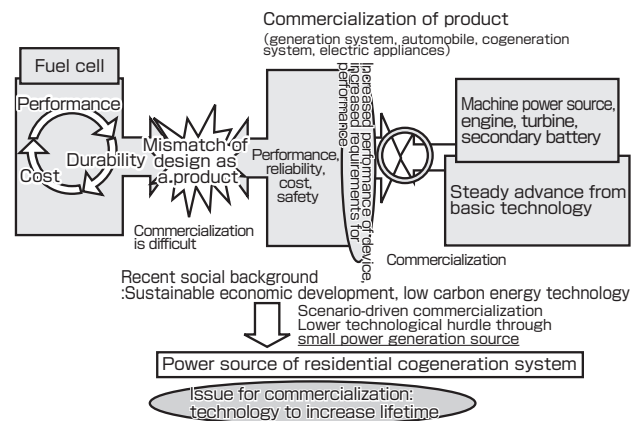 Commercialization of product
(generation system, automobile, cogeneration
system, electric appliances)
Fuel cell
Performance
Durability
Cost
Mismatch of
design as
a product
Commercialization
is difficult
Performance,
reliability,
cost,
safety
Increased performance of device,
increased requirements for
performance
Machine power source,
engine, turbine,
secondary battery
Steady advance from
basic technology
Commercialization
Recent social background
:Sustainable economic development, low carbon energy technology
Scenario-driven commercialization
Lower technological hurdle through
small power generation source
Power source of residential cogeneration system
Issue for commercialization:
technology to increase lifetime